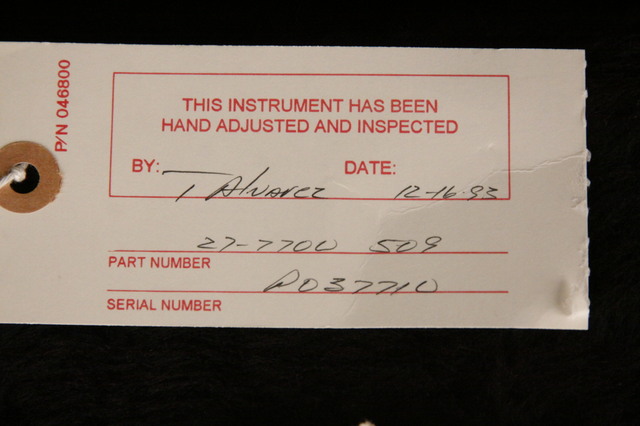 P/N 046800
THIS INSTRUMENT HAS BEEN
HAND ADJUSTED AND INSPECTED
BY: T Alvarez DATE: 12-16-93
27-7700 509
PART NUMBER
D037710
SERIAL NUMBER